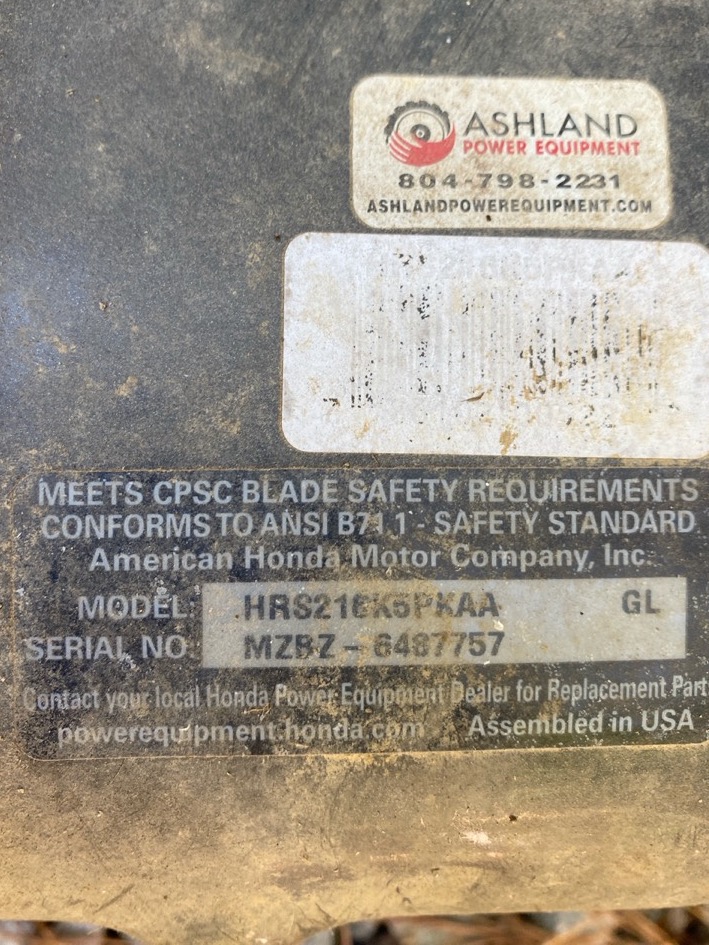 ASHLAND
POWER EQUIPMENT
804-798-2231
ASHLANDPOWEREQUIPMENT.COM
MEETS CPSC BLADE SAFETY REQUIREMENTS
CONFORMS TO ANSI B71.1 - SAFETY STANDARD
American Honda Motor Company, Inc.
MODEL: HRS216K5PKAA GL
SERIAL NO. MZBZ - 6487757
Contact your local Honda Power Equipment Dealer for Replacement Part
powerequipment.honda.com Assembled in USA